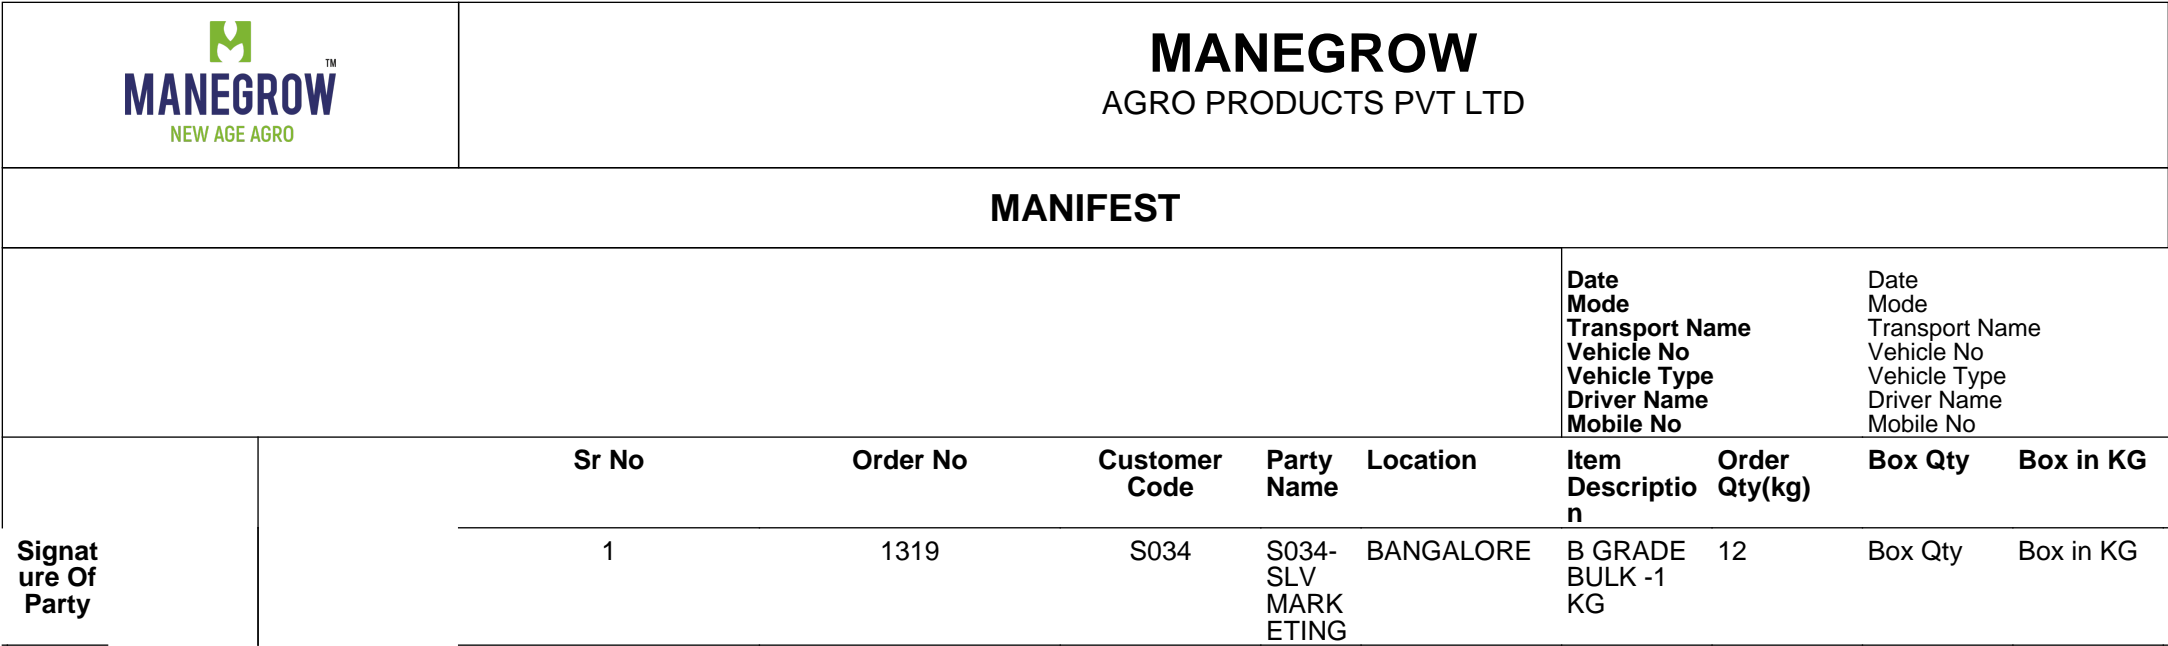 MANEGROW
TM
NEW AGE AGRO
MANEGROW
AGRO PRODUCTS PVT LTD
MANIFEST
Date Date
Mode Mode
Transport Name Transport Name
Vehicle No Vehicle No
Vehicle Type Vehicle Type
Driver Name Driver Name
Mobile No Mobile No
Sr No Order No Customer Party Location Item Order Box Qty Box in KG
Code Name Descriptio Qty(kg)
n
Signat 1 1319 S034 S034- BANGALORE B GRADE 12 Box Qty Box in KG
ure Of SLV BULK -1
Party MARK KG
ETING